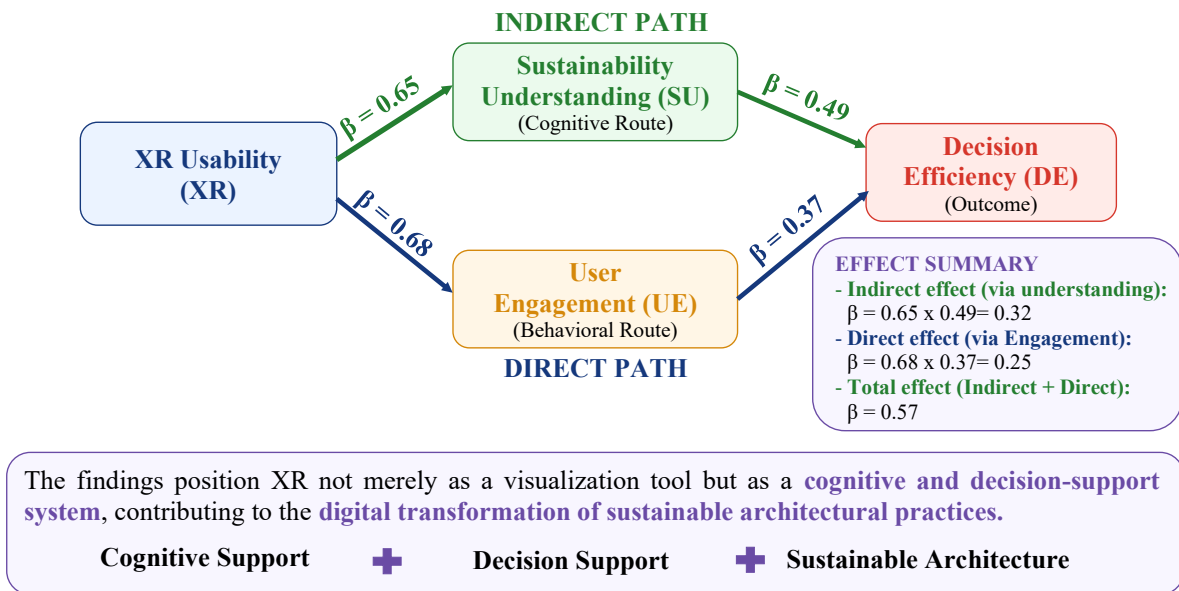 INDIRECT PATH
Sustainability
Understanding (SU)
(Cognitive Route)
β = 0.65
β = 0.49
XR Usability
(XR)
Decision
Efficiency (DE)
(Outcome)
β = 0.68
β = 0.37
User
Engagement (UE)
(Behavioral Route)
DIRECT PATH
EFFECT SUMMARY
- Indirect effect (via understanding):
β = 0.65 x 0.49= 0.32
- Direct effect (via Engagement):
β = 0.68 x 0.37= 0.25
- Total effect (Indirect + Direct):
β = 0.57
The findings position XR not merely as a visualization tool but as a cognitive and decision-support
system, contributing to the digital transformation of sustainable architectural practices.
Cognitive Support + Decision Support + Sustainable Architecture